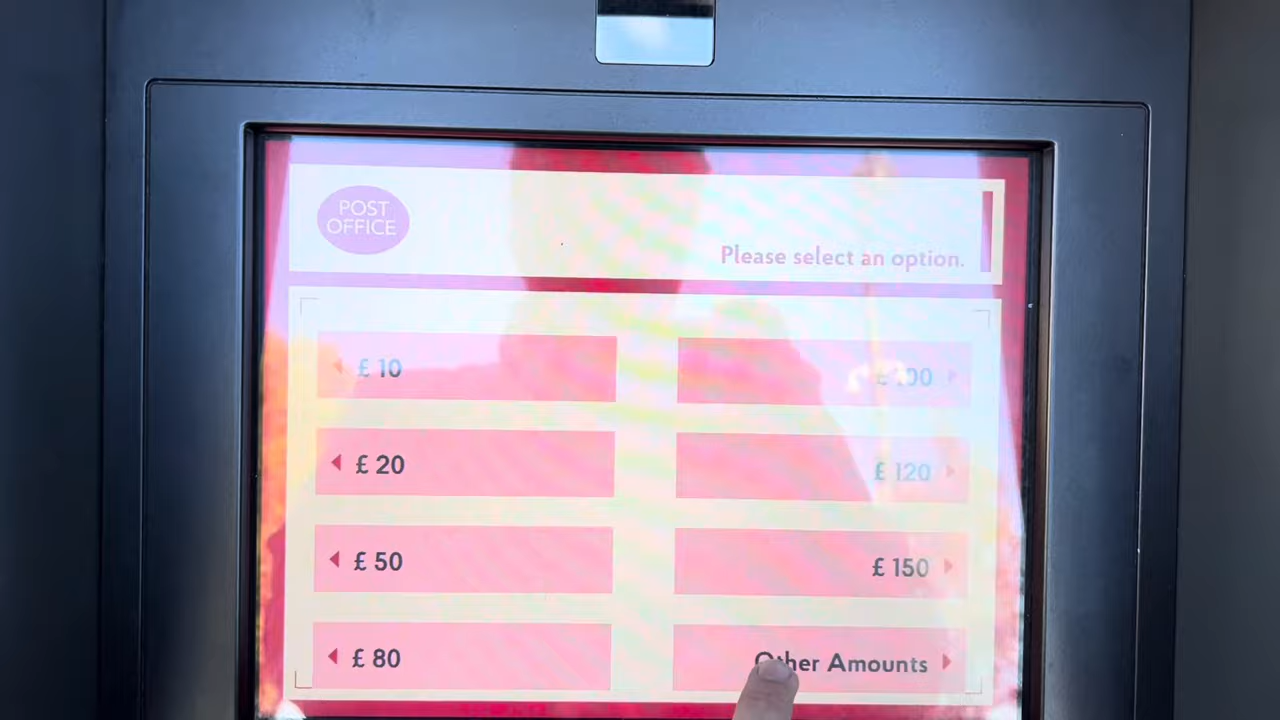 POST
OFFICE
Please select an option.
£ 10
£ 100
£ 20
£ 120
£ 50
£ 150
£ 80
Other Amounts